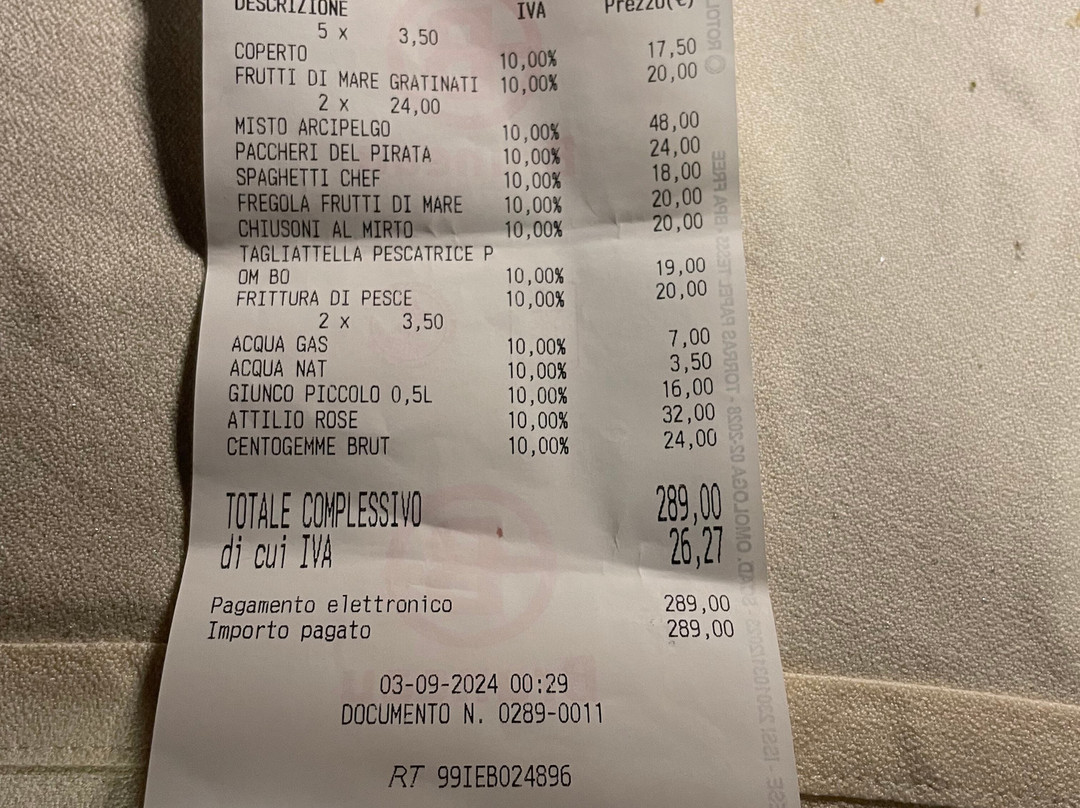 DESCRIZIONE IVA Prezzo(€)
5 x 3,50
COPERTO 10,00% 17,50
FRUTTI DI MARE GRATINATI 10,00% 20,00
2 x 24,00
MISTO ARCIPELGO 10,00% 48,00
PACCHERI DEL PIRATA 10,00% 24,00
SPAGHETTI CHEF 10,00% 18,00
FREGOLA FRUTTI DI MARE 10,00% 20,00
CHIUSONI AL MIRTO 10,00% 20,00
TAGLIATTELLA PESCATRICE P
OM BO 10,00% 19,00
FRITTURA DI PESCE 10,00% 20,00
2 x 3,50
ACQUA GAS 10,00% 7,00
ACQUA NAT 10,00% 3,50
GIUNCO PICCOLO 0,5L 10,00% 16,00
ATTILIO ROSE 10,00% 32,00
CENTOGEMME BRUT 10,00% 24,00
TOTALE COMPLESSIVO 289,00
di cui IVA 26,27
Pagamento elettronico 289,00
Importo pagato 289,00
03-09-2024 00:29
DOCUMENTO N. 0289-0011
RT 99IEB024896